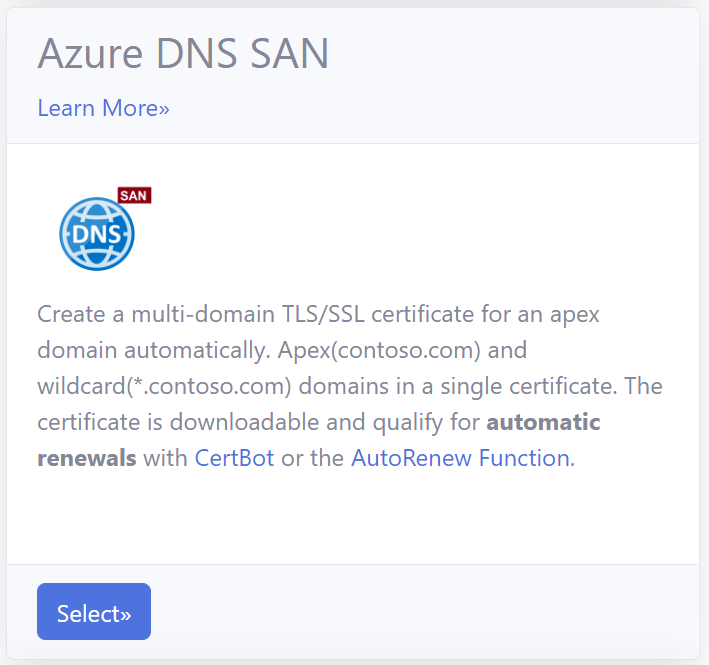 Azure DNS SAN
Learn More»
SAN
DNS
Create a multi-domain TLS/SSL certificate for an apex
domain automatically. Apex(contoso.com) and
wildcard(*.contoso.com) domains in a single certificate. The
certificate is downloadable and qualify for automatic
renewals with CertBot or the AutoRenew Function.
Select»